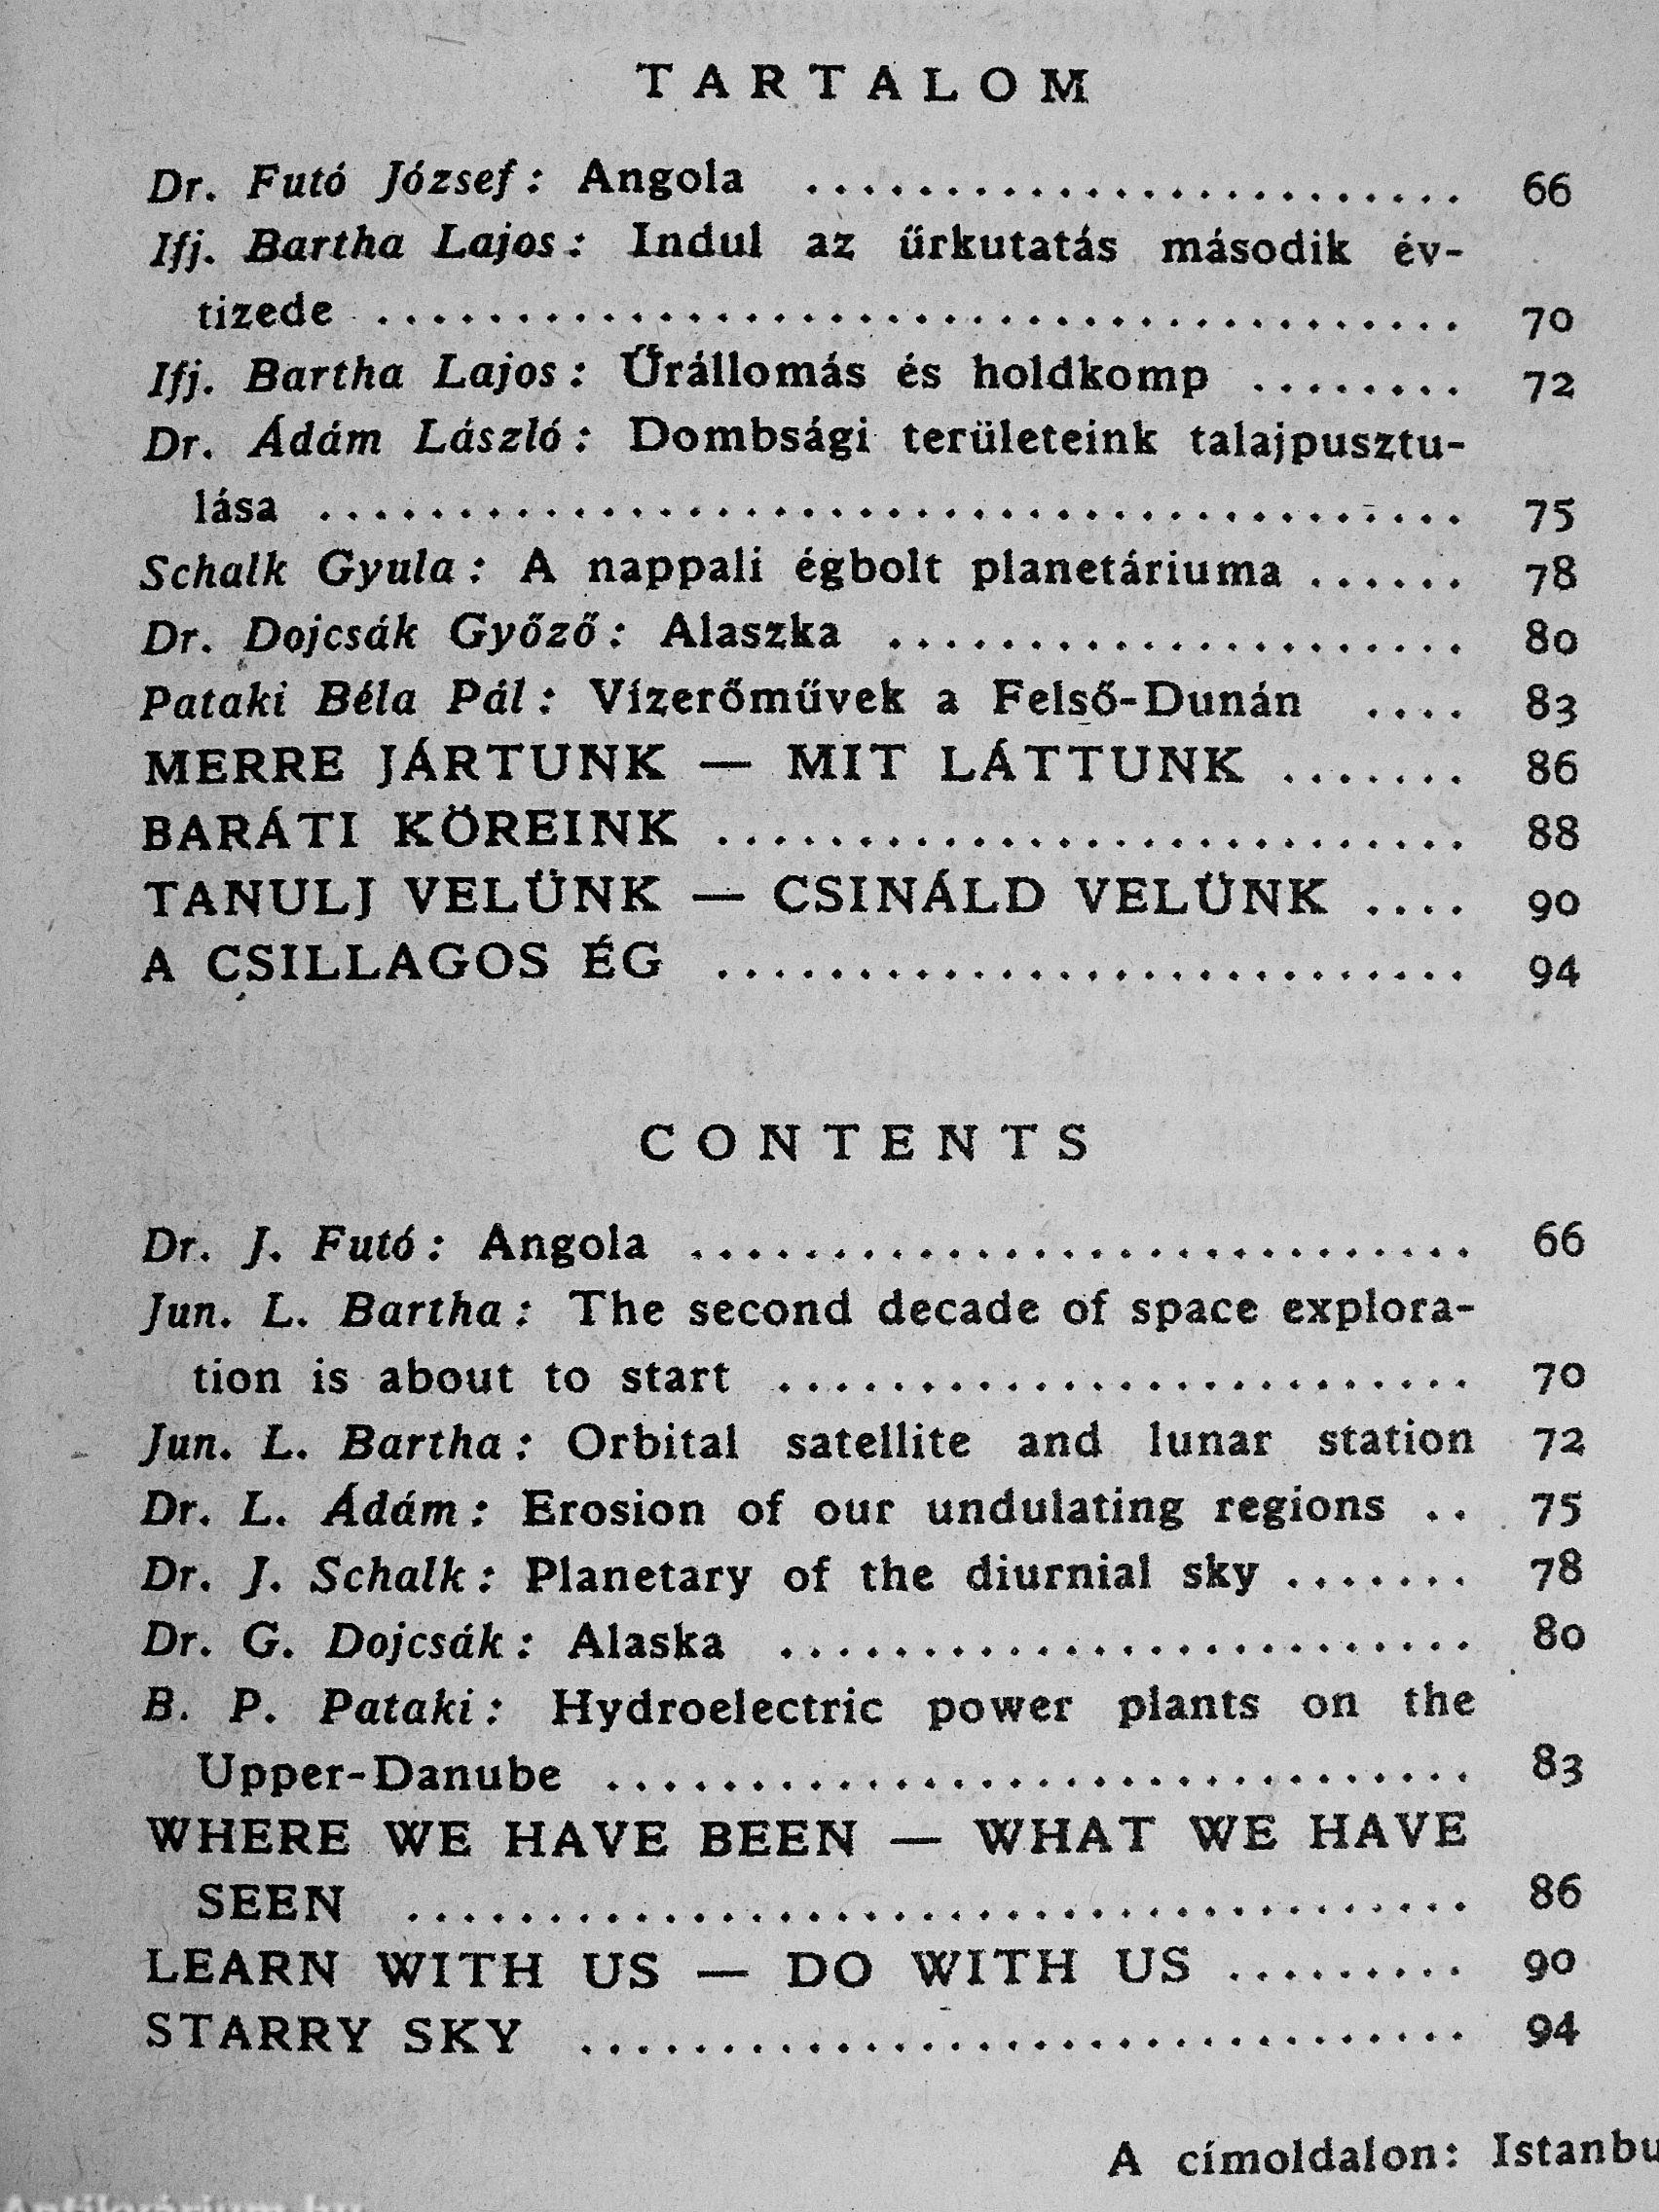 TARTALOM
Dr. Futó József: Angola ........................ 66
Ifj. Bartha Lajos: Indul az űrkutatás második év-
tizede ....................................... 70
Ifj. Bartha Lajos: Űrállomás és holdkomp ........ 72
Dr. Ádám László: Dombsági területeink talajpusztu-
lása ......................................... 75
Schalk Gyula: A nappali égbolt planetáriuma ...... 78
Dr. Dojcsák Győző: Alaszka ..................... 80
Pataki Béla Pál: Vízerőművek a Felső-Dunán .... 83
MERRE JÁRTUNK — MIT LÁTTUNK ....... 86
BARÁTI KÖREINK ........................... 88
TANULJ VELÜNK — CSINÁLD VELÜNK .... 90
A CSILLAGOS ÉG ........................... 94
CONTENTS
Dr. J. Futó: Angola ............................ 66
Jun. L. Bartha: The second decade of space explora-
tion is about to start ......................... 70
Jun. L. Bartha: Orbital satellite and lunar station 72
Dr. L. Ádám: Erosion of our undulating regions .. 75
Dr. J. Schalk: Planetary of the diurnial sky ....... 78
Dr. G. Dojcsák: Alaska ......................... 80
B. P. Pataki: Hydroelectric power plants on the
Upper-Danube ............................... 83
WHERE WE HAVE BEEN — WHAT WE HAVE
SEEN ...................................... 86
LEARN WITH US — DO WITH US ......... 90
STARRY SKY ............................... 94
A címoldalon: Istanbu